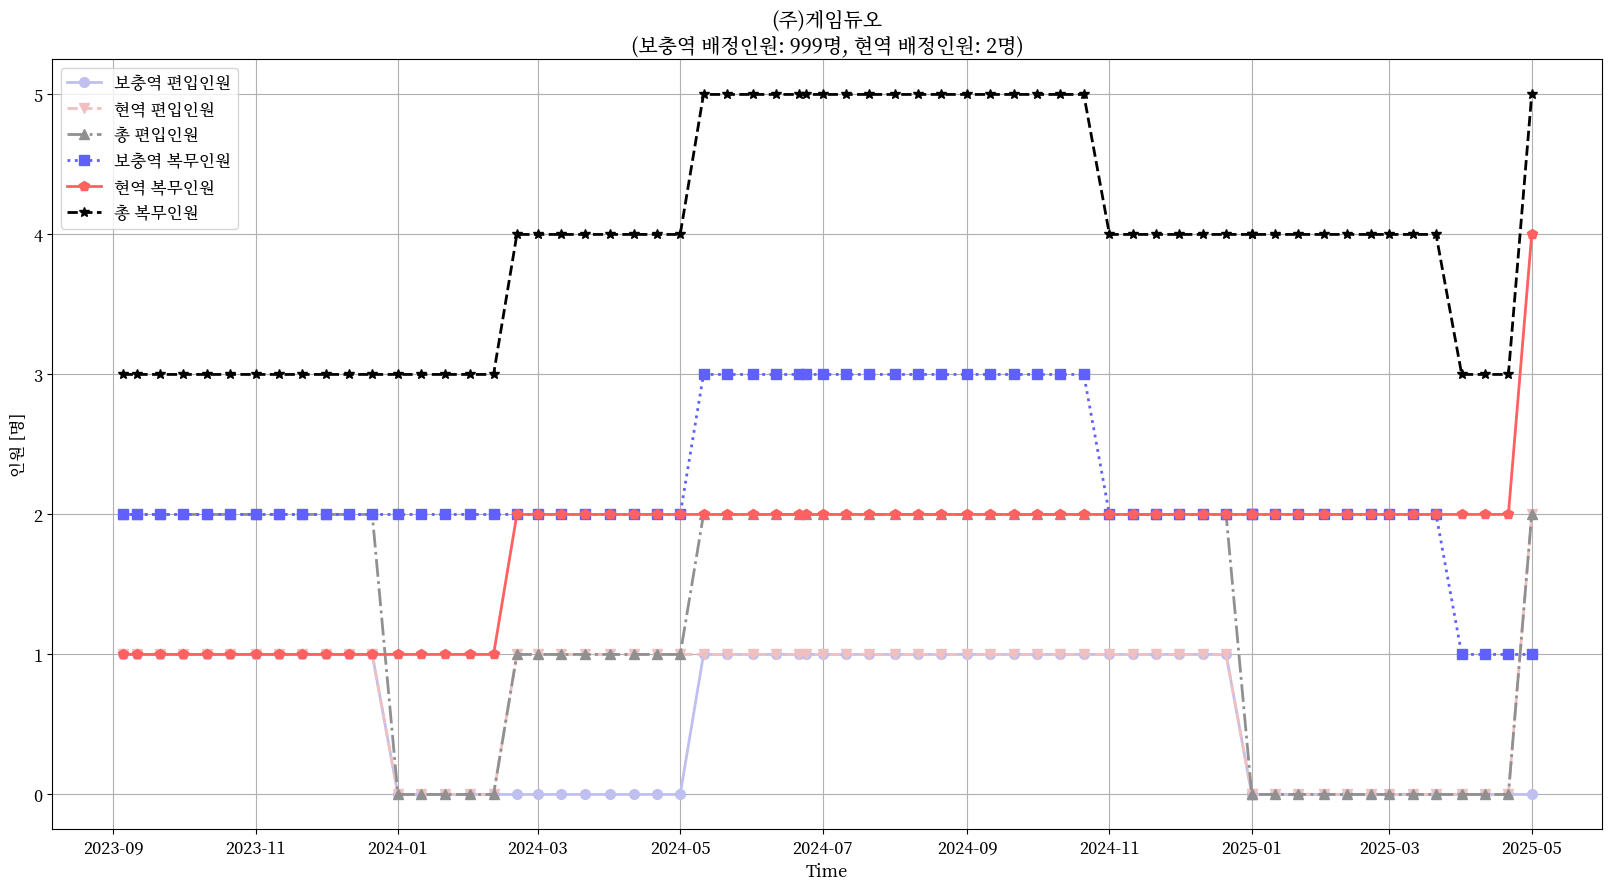 (주)게임듀오
(보충역 배정인원: 999명, 현역 배정인원: 2명)
보충역 편입인원
현역 편입인원
총 편입인원
보충역 복무인원
현역 복무인원
총 복무인원
인원 [명]
5
4
3
2
1
0
2023-09
2023-11
2024-01
2024-03
2024-05
2024-07
2024-09
2024-11
2025-01
2025-03
2025-05
Time